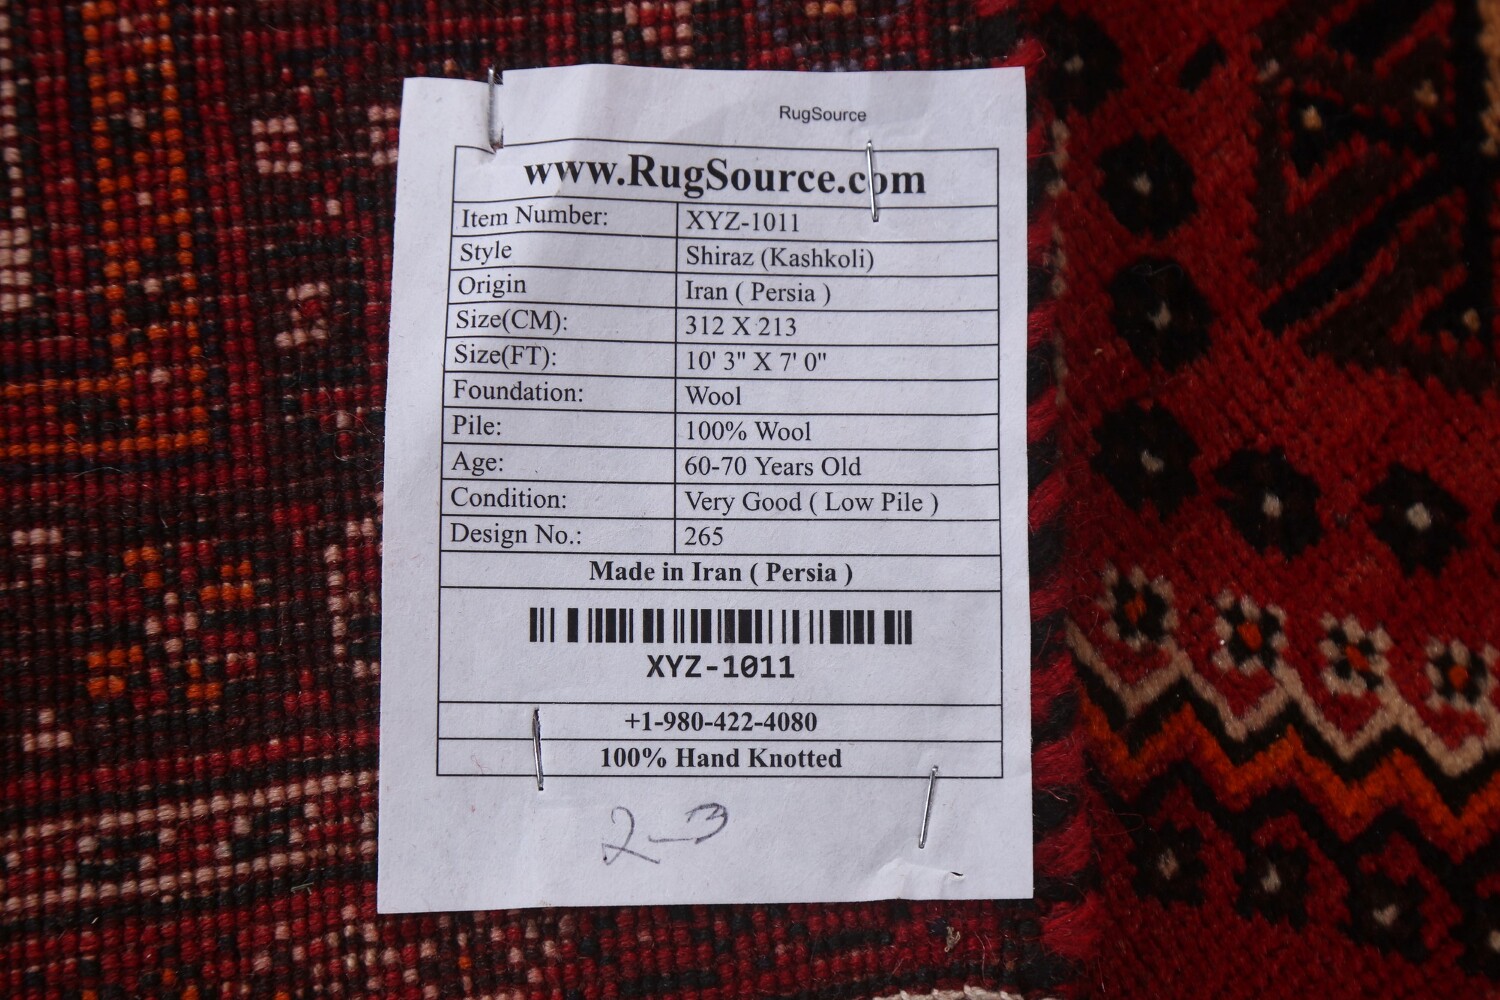 RugSource
www.RugSource.com
Item Number: XYZ-1011
Style Shiraz (Kashkoli)
Origin Iran ( Persia )
Size(CM): 312 X 213
Size(FT): 10' 3" X 7' 0"
Foundation: Wool
Pile: 100% Wool
Age: 60-70 Years Old
Condition: Very Good ( Low Pile )
Design No.: 265
Made in Iran ( Persia )
XYZ-1011
+1-980-422-4080
100% Hand Knotted
2-3